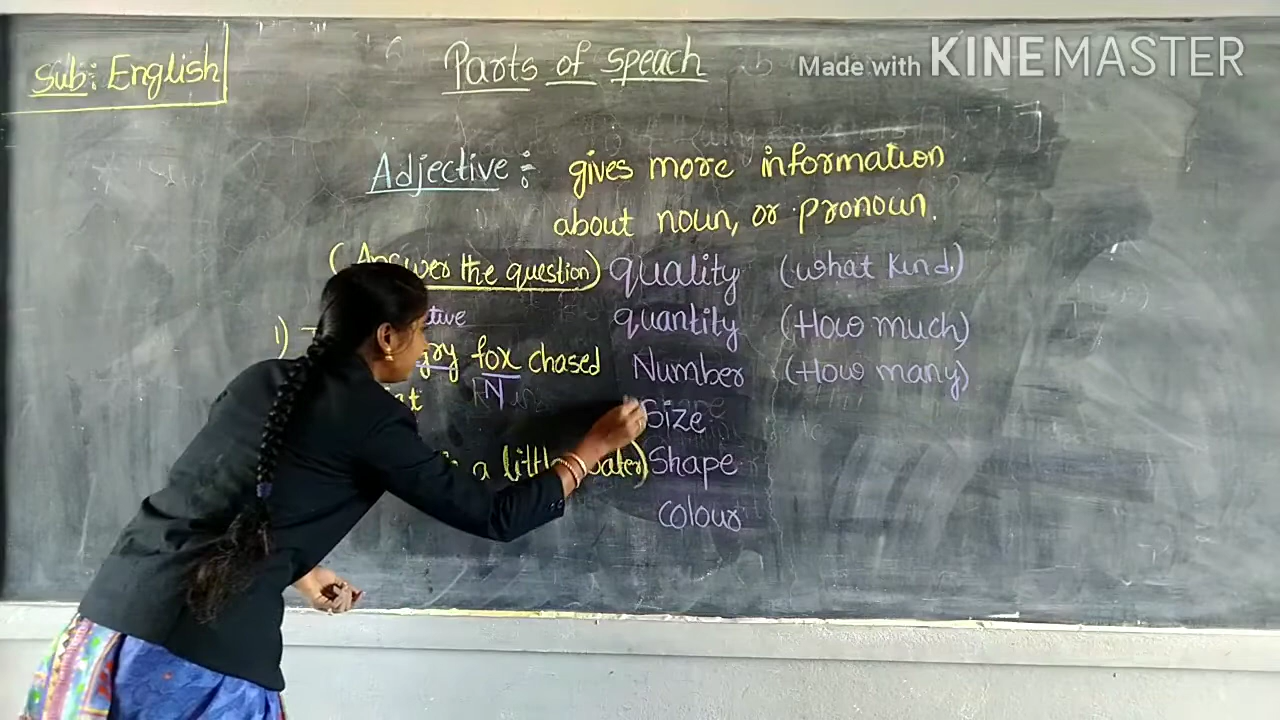 Sub: English
Parts of speach
Made with KINEMASTER
Adjective : gives more information
about noun, or pronoun.
(Answer the question) quality (what kind)
quantity (How much)
1) fox chased Number (How many)
N
Size
a little water) Shape
colour